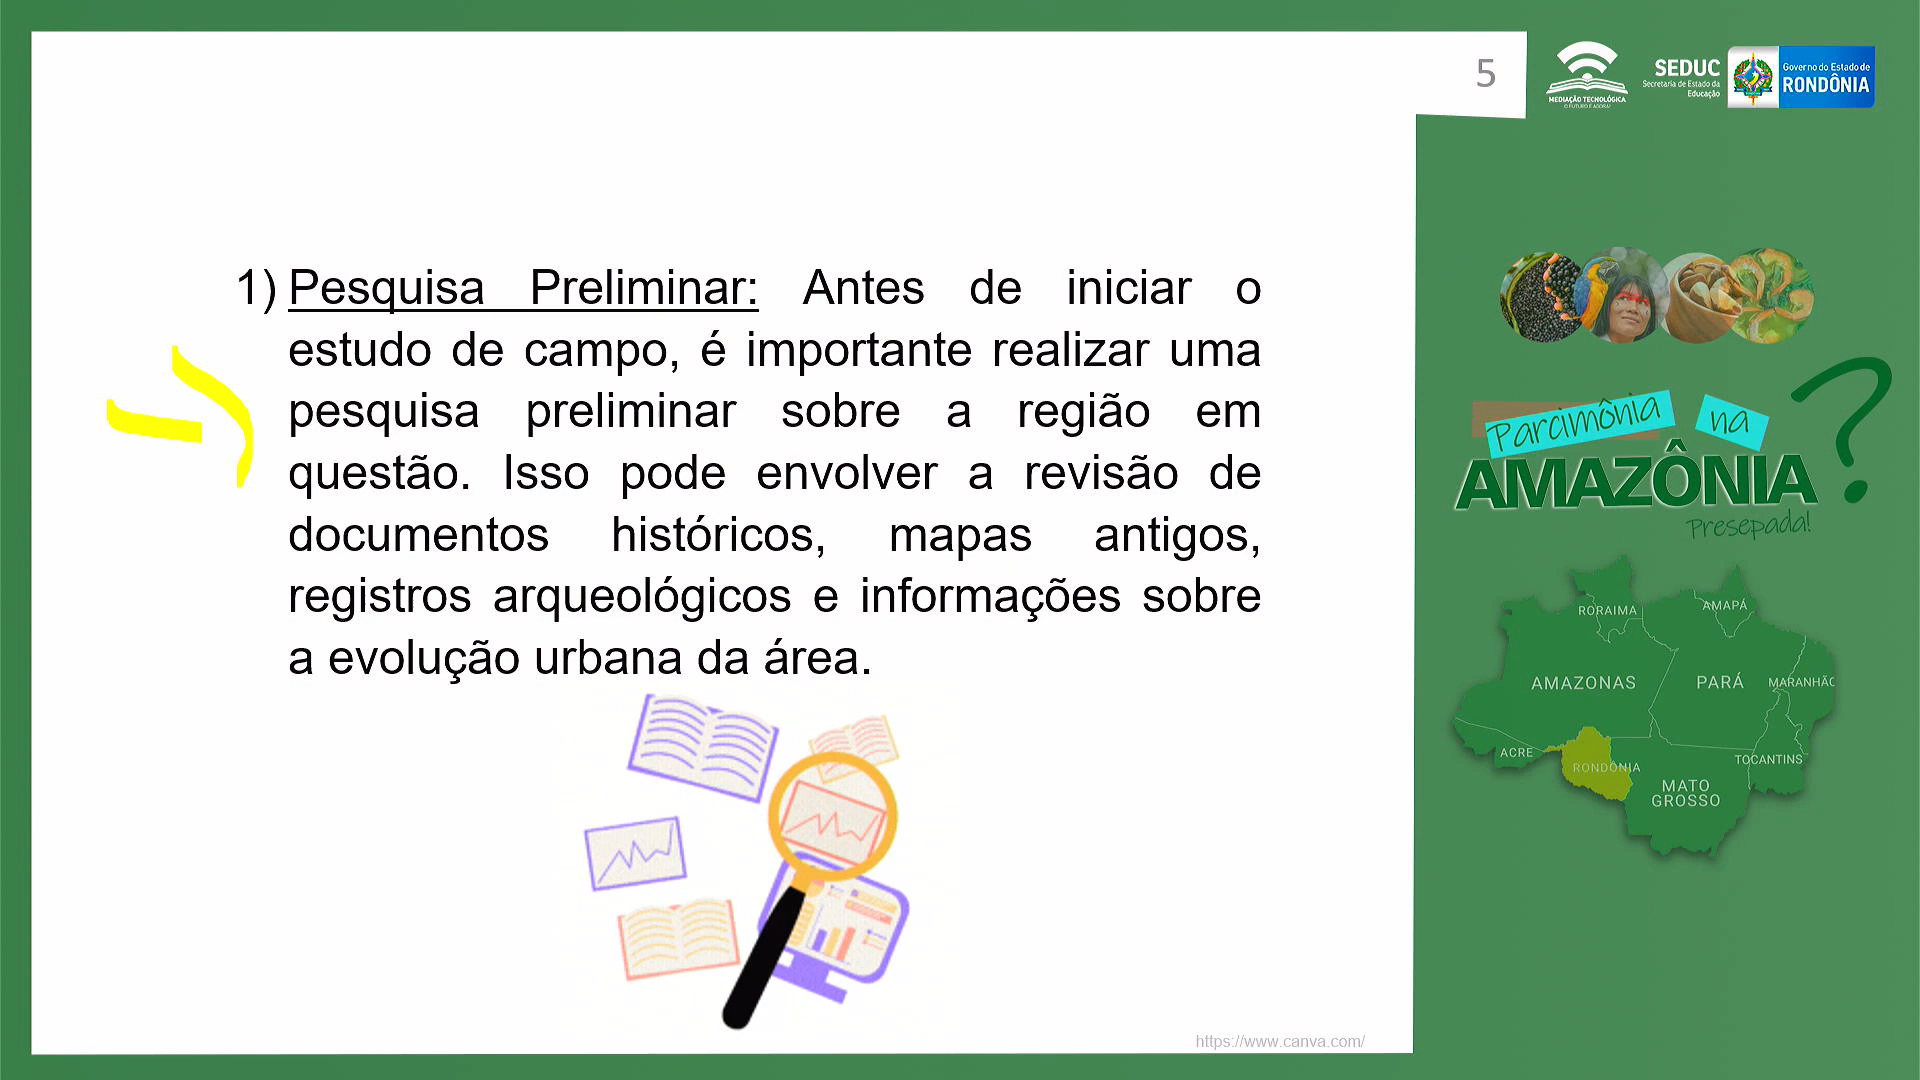 5
MEDIAÇÃO TECNOLÓGICA
O FUTURO É AGORA!
SEDUC
Secretaria de Estado da
Educação
Governo do Estado de
RONDÔNIA
1) Pesquisa Preliminar: Antes de iniciar o
estudo de campo, é importante realizar uma
pesquisa preliminar sobre a região em
questão. Isso pode envolver a revisão de
documentos históricos, mapas antigos,
registros arqueológicos e informações sobre
a evolução urbana da área.
Parcimônia na
AMAZÔNIA?
Presepada!
RORAIMA
AMAPÁ
AMAZONAS
PARÁ
MARANHÃO
ACRE
RONDÔNIA
TOCANTINS
MATO
GROSSO
https://www.canva.com/